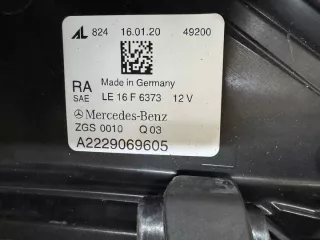 AL 824 16.01.20 49200
Made in Germany
RA
SAE LE 16 F 6373 12 V
Mercedes-Benz
ZGS 0010 Q 03
A2229069605